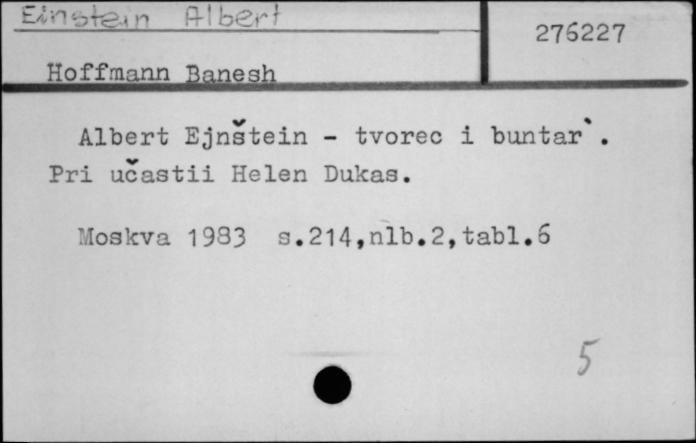 Einstein Albert
276227
Hoffmann Banesh
Albert Ejnštein - tvorec i buntar`.
Pri učastii Helen Dukas.
Moskva 1983 s.214,nlb.2,tabl.6
5